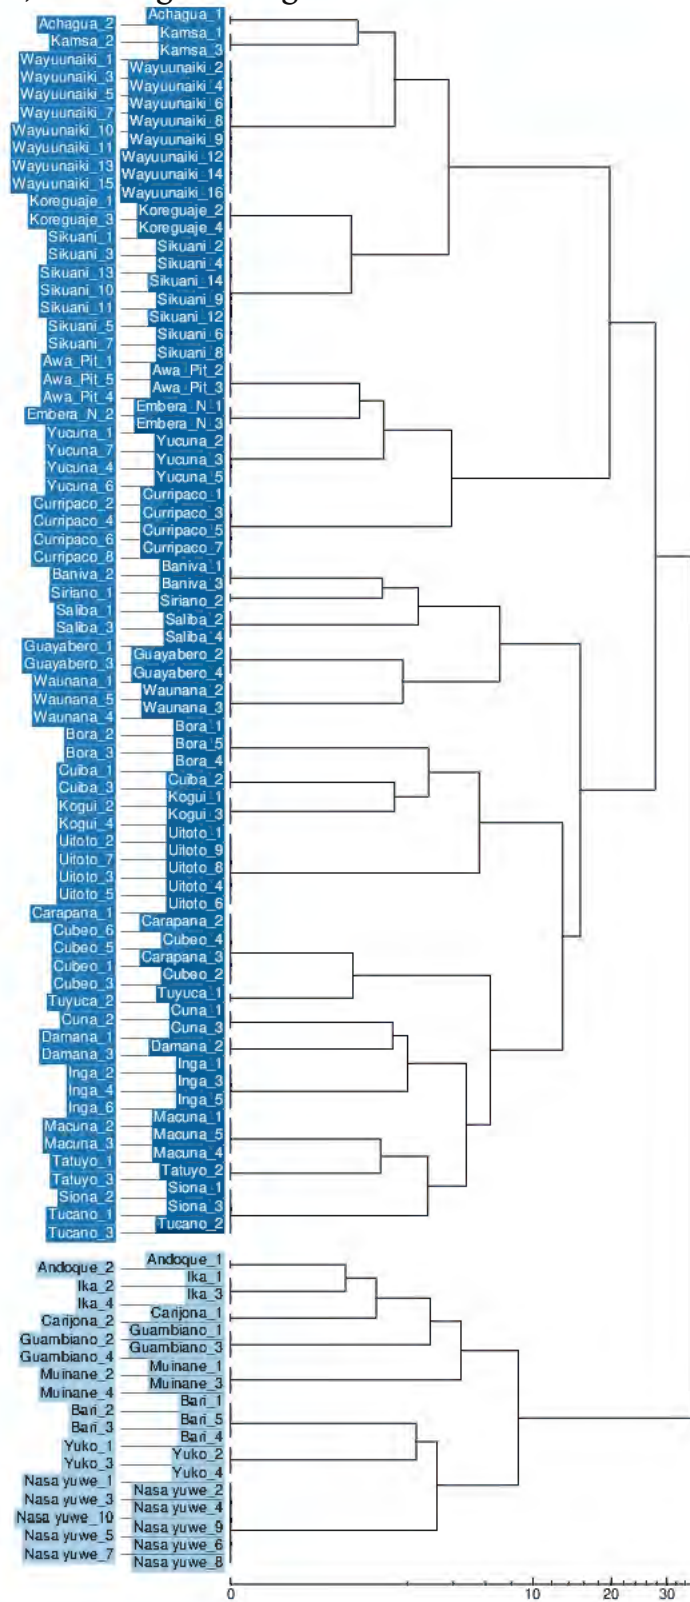 Achagua_1
Achagua_2
Kamsa_1
Kamsa_2
Kamsa_3
Wayuunaiki_1
Wayuunaiki_2
Wayuunaiki_3
Wayuunaiki_4
Wayuunaiki_5
Wayuunaiki_6
Wayuunaiki_7
Wayuunaiki_8
Wayuunaiki_10
Wayuunaiki_9
Wayuunaiki_11
Wayuunaiki_12
Wayuunaiki_13
Wayuunaiki_14
Wayuunaiki_15
Wayuunaiki_16
Koreguaje_1
Koreguaje_2
Koreguaje_3
Koreguaje_4
Sikuani_1
Sikuani_2
Sikuani_3
Sikuani_4
Sikuani_13
Sikuani_14
Sikuani_10
Sikuani_9
Sikuani_11
Sikuani_12
Sikuani_5
Sikuani_6
Sikuani_7
Sikuani_8
Awa_Pit_1
Awa_Pit_2
Awa_Pit_5
Awa_Pit_3
Awa_Pit_4
Embera_N_1
Embera_N_2
Embera_N_3
Yucuna_1
Yucuna_2
Yucuna_7
Yucuna_3
Yucuna_4
Yucuna_5
Yucuna_6
Curripaco_1
Curripaco_2
Curripaco_3
Curripaco_4
Curripaco_5
Curripaco_6
Curripaco_7
Curripaco_8
Baniva_1
Baniva_2
Baniva_3
Siriano_1
Siriano_2
Saliba_1
Saliba_2
Saliba_3
Saliba_4
Guayabero_1
Guayabero_2
Guayabero_3
Guayabero_4
Waunana_1
Waunana_2
Waunana_5
Waunana_3
Waunana_4
Bora_1
Bora_2
Bora_5
Bora_3
Bora_4
Cuiba_1
Cuiba_2
Cuiba_3
Kogui_1
Kogui_2
Kogui_3
Kogui_4
Uitoto_1
Uitoto_2
Uitoto_9
Uitoto_7
Uitoto_8
Uitoto_3
Uitoto_4
Uitoto_5
Uitoto_6
Carapana_1
Carapana_2
Cubeo_6
Cubeo_4
Cubeo_5
Carapana_3
Cubeo_1
Cubeo_2
Cubeo_3
Tuyuca_1
Tuyuca_2
Cuna_1
Cuna_2
Cuna_3
Damana_1
Damana_2
Damana_3
Inga_1
Inga_2
Inga_3
Inga_4
Inga_5
Inga_6
Macuna_1
Macuna_2
Macuna_5
Macuna_3
Macuna_4
Tatuyo_1
Tatuyo_2
Tatuyo_3
Siona_1
Siona_2
Siona_3
Tucano_1
Tucano_2
Tucano_3
Andoque_1
Andoque_2
Ika_1
Ika_2
Ika_3
Ika_4
Carijona_1
Carijona_2
Guambiano_1
Guambiano_2
Guambiano_3
Guambiano_4
Muinane_1
Muinane_2
Muinane_3
Muinane_4
Bari_1
Bari_2
Bari_5
Bari_3
Bari_4
Yuko_1
Yuko_2
Yuko_3
Yuko_4
Nasa yuwe_1
Nasa yuwe_2
Nasa yuwe_3
Nasa yuwe_4
Nasa yuwe_10
Nasa yuwe_9
Nasa yuwe_5
Nasa yuwe_6
Nasa yuwe_7
Nasa yuwe_8
0 10 20 30